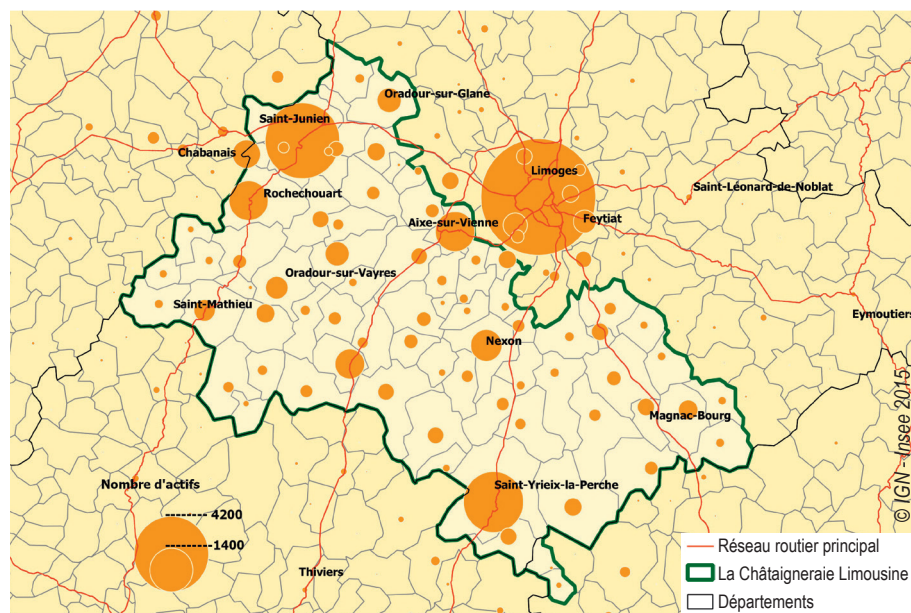 Oradour-sur-Glane
Saint-Junien
Chabanais
Limoges
Saint-Léonard-de-Noblat
Rochechouart
Aixe-sur-Vienne
Feytiat
Oradour-sur-Vayres
Saint-Mathieu
Eymoutiers
Nexon
Magnac-Bourg
Saint-Yrieix-la-Perche
Nombre d'actifs
4200
1400
Thiviers
© IGN - Insee 2015
Réseau routier principal
La Châtaigneraie Limousine
Départements